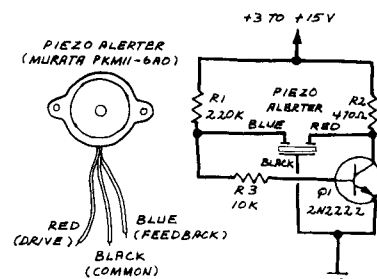 PIEZO ALERTER
(MURATA PKM11-6A0)
RED
(DRIVE)
BLUE
(FEEDBACK)
BLACK
(COMMON)
+3 TO +15V
R1
220K
PIEZO
ALERTER
BLUE
RED
BLACK
R2
470Ω
R3
10K
Q1
2N2222